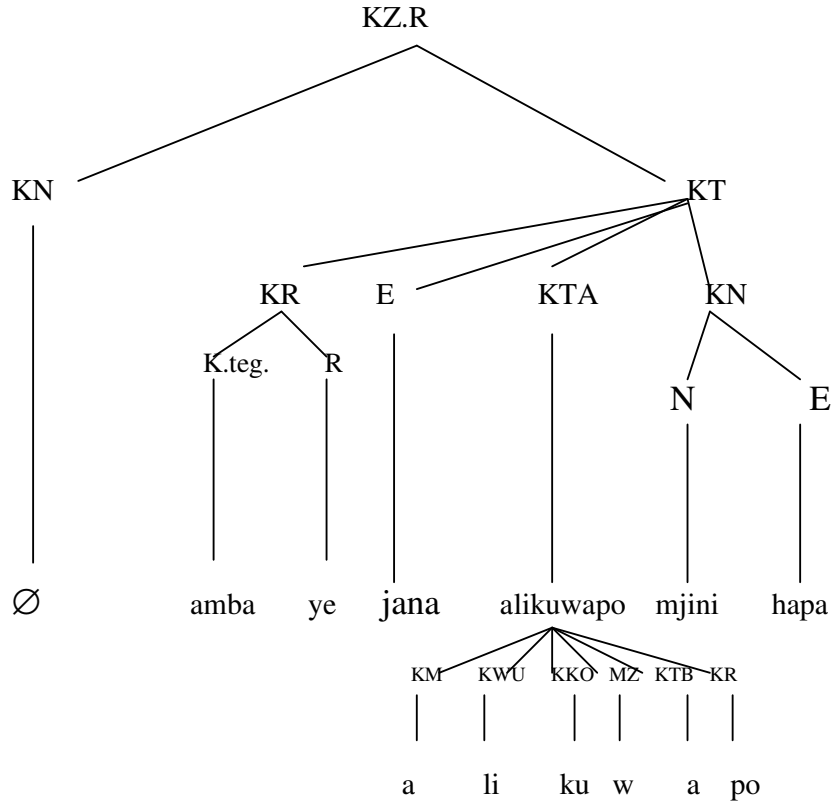 KZ.R
KN KT
KR E KTA KN
K.teg. R
N E
∅ amba ye jana alikuwapo mjini hapa
KM KWU KKO MZ KTB KR
a li ku w a po